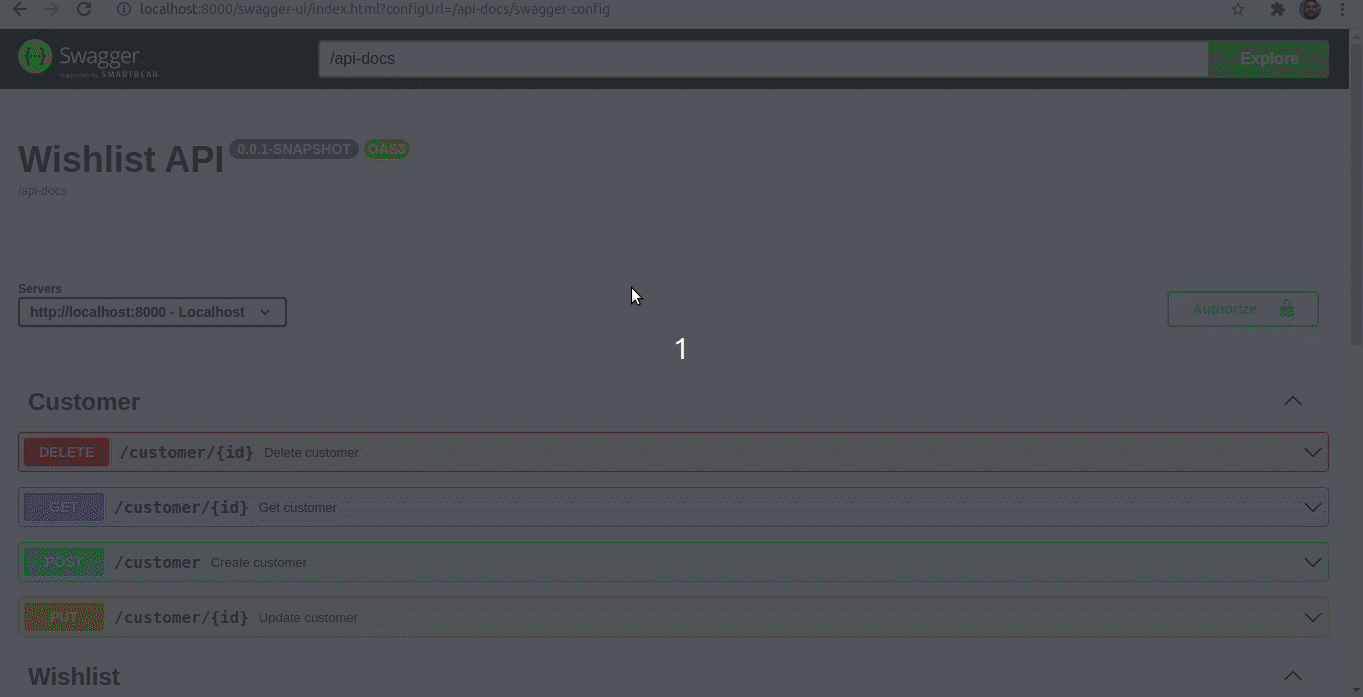 localhost:8000/swagger-ui/index.html?configUrl=/api-docs/swagger-config
Swagger
Supported by SMARTBEAR
/api-docs
Explore
Wishlist API 0.0.1-SNAPSHOT OAS3
/api-docs
Servers
http://localhost:8000 - Localhost
Authorize
1
Customer
DELETE /customer/{id} Delete customer
GET /customer/{id} Get customer
POST /customer Create customer
PUT /customer/{id} Update customer
Wishlist